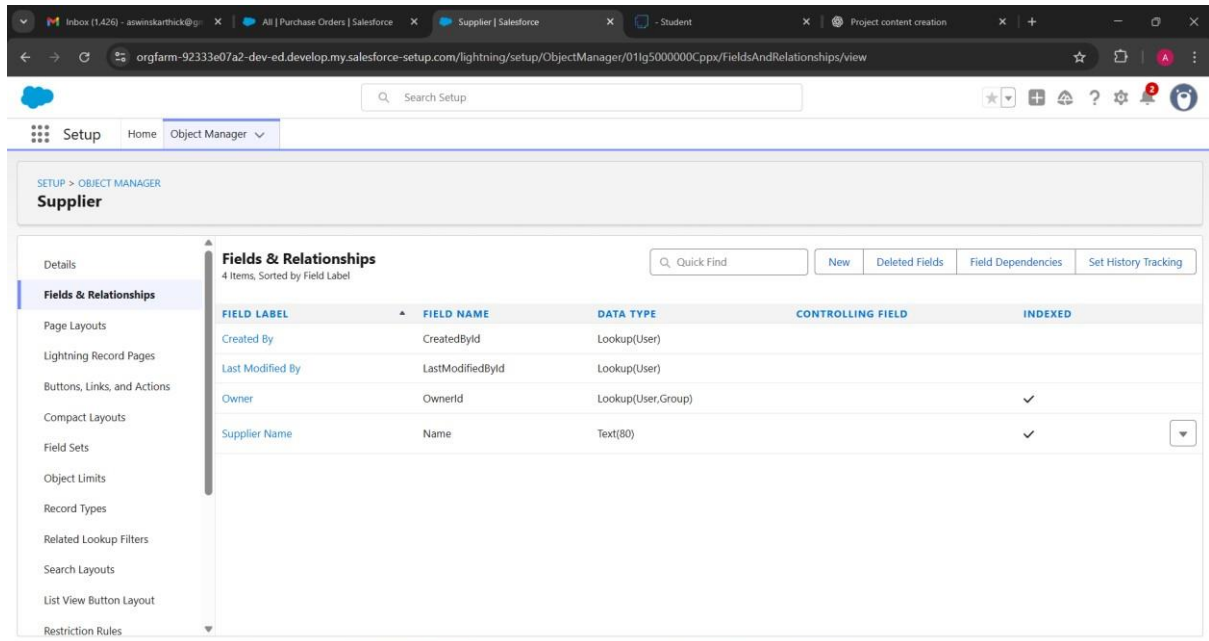 Inbox (1,426) - aswinskarthick@gm
All | Purchase Orders | Salesforce
Supplier | Salesforce
- Student
Project content creation
orgfarm-92333e07a2-dev-ed.develop.my.salesforce-setup.com/lightning/setup/ObjectManager/01Ig5000000Cppx/FieldsAndRelationships/view
A
Search Setup
2
Setup Home Object Manager
SETUP > OBJECT MANAGER
Supplier
Details
Fields & Relationships
Page Layouts
Lightning Record Pages
Buttons, Links, and Actions
Compact Layouts
Field Sets
Object Limits
Record Types
Related Lookup Filters
Search Layouts
List View Button Layout
Restriction Rules
Fields & Relationships
4 Items, Sorted by Field Label
Quick Find New Deleted Fields Field Dependencies Set History Tracking
FIELD LABEL FIELD NAME DATA TYPE CONTROLLING FIELD INDEXED
Created By CreatedById Lookup(User)
Last Modified By LastModifiedById Lookup(User)
Owner OwnerId Lookup(User,Group)
Supplier Name Name Text(80)